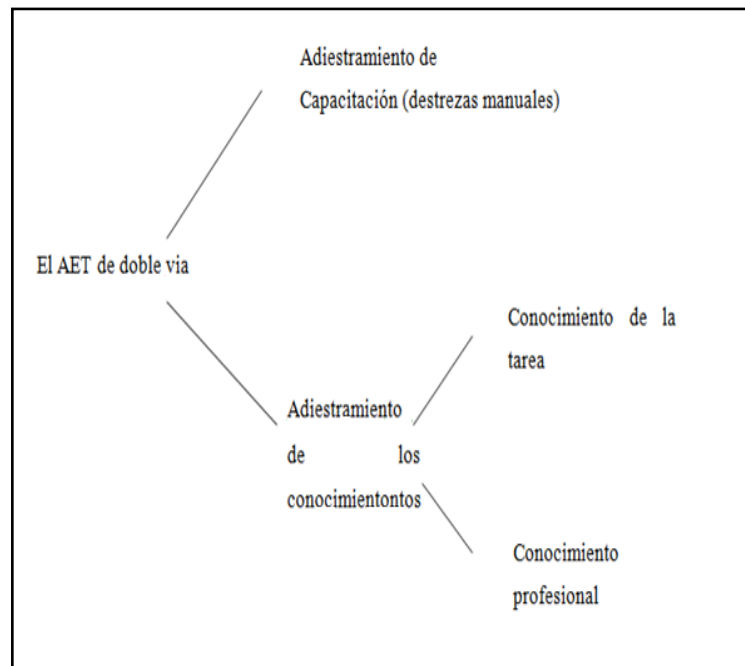 Adiestramiento de
Capacitación (destrezas manuales)
El AET de doble via
Conocimiento de la
tarea
Adiestramiento
de los
conocimientontos
Conocimiento
profesional